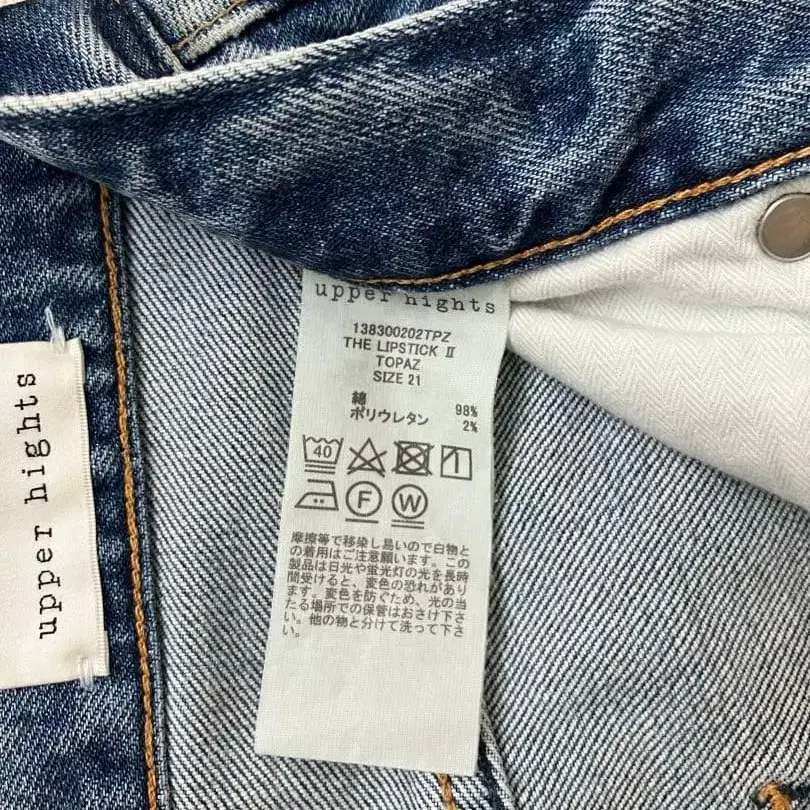 upper hights
138300202TPZ
THE LIPSTICK Ⅱ
TOPAZ
SIZE 21
綿 98%
ポリウレタン 2%
40
F W
摩擦等で移染し易いので白物と
の着用はご注意願います。この
製品は日光や蛍光灯の光を長時
間受けると、変色の恐れがあり
ます。変色を防ぐため、光の当
たる場所での保管はおさけ下さ
い。他の物と分けて洗って下さ
い。
upper hights